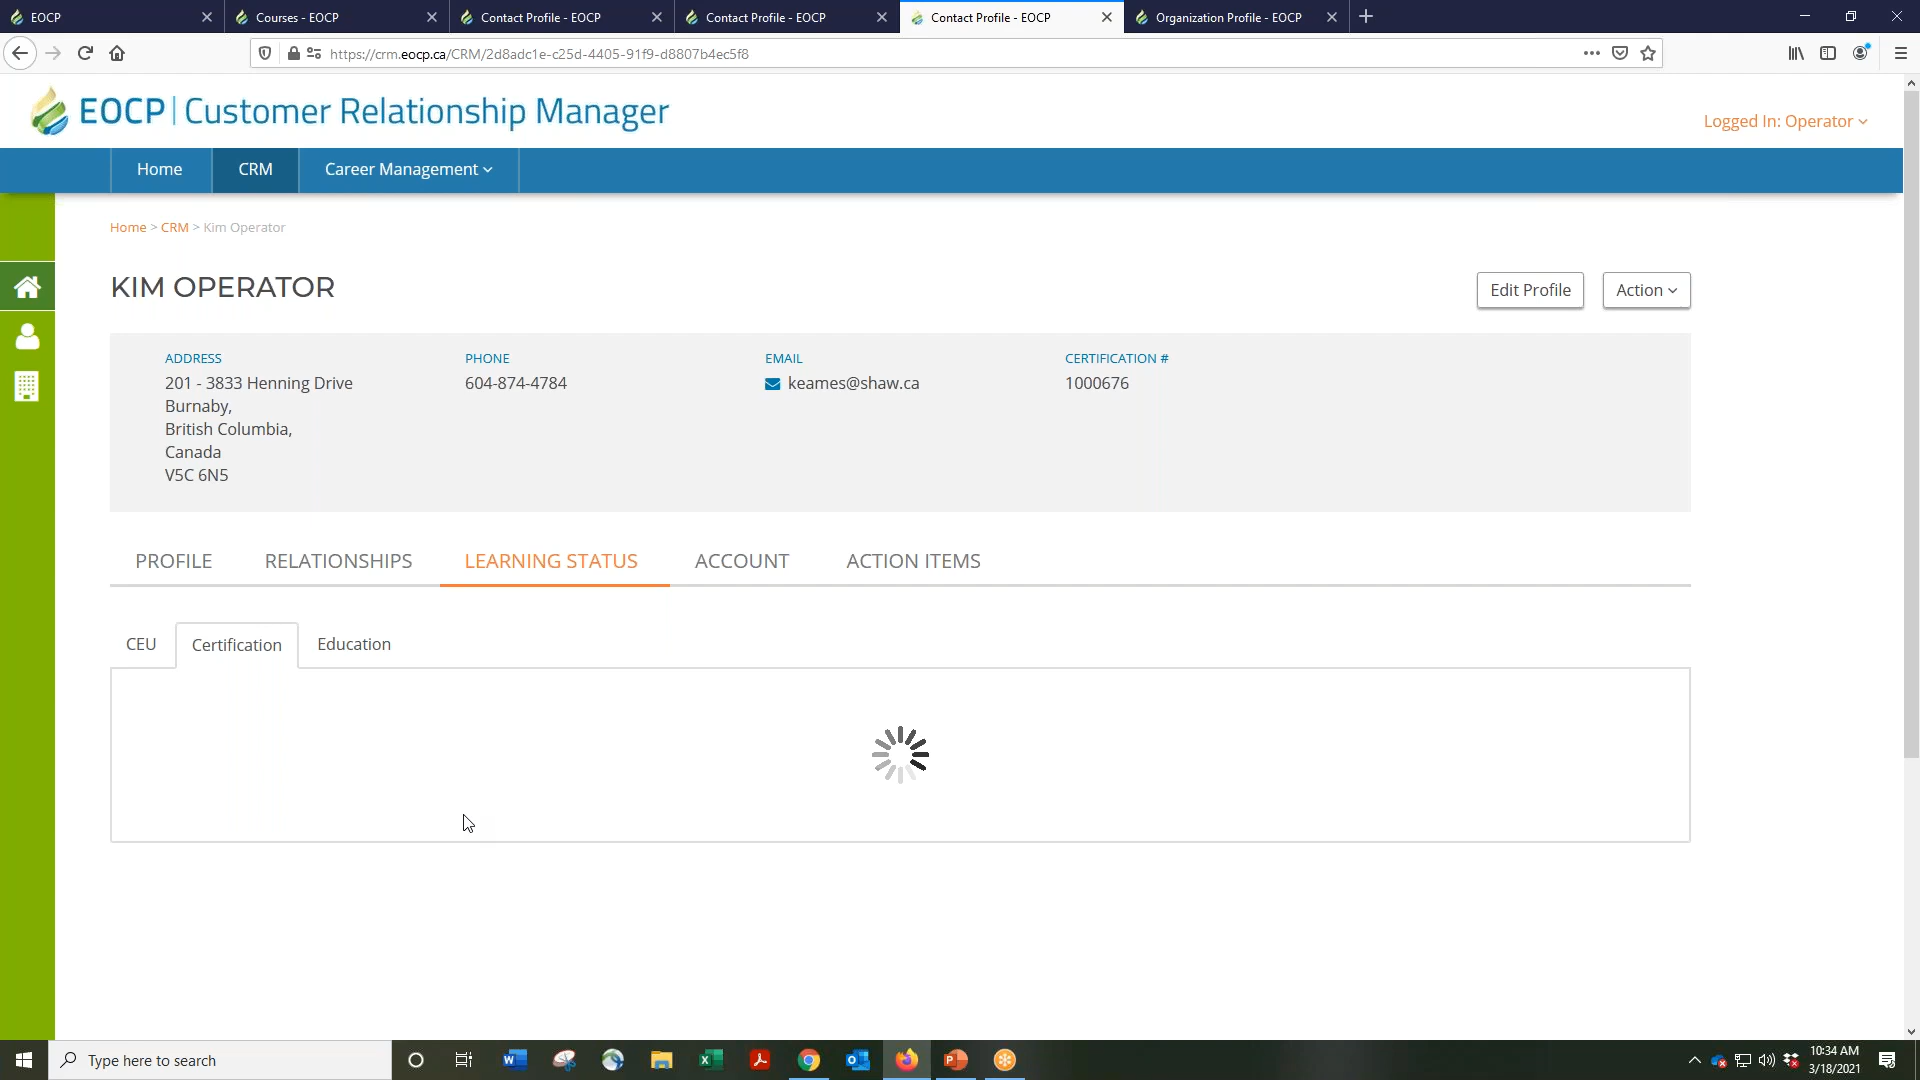 EOCP
Courses - EOCP
Contact Profile - EOCP
Contact Profile - EOCP
Contact Profile - EOCP
Organization Profile - EOCP
https://crm.eocp.ca/CRM/2d8adc1e-c25d-4405-91f9-d8807b4ec5f8
EOCP | Customer Relationship Manager
Logged In: Operator
Home
CRM
Career Management
Home > CRM > Kim Operator
KIM OPERATOR
Edit Profile
Action
ADDRESS
201 - 3833 Henning Drive
Burnaby,
British Columbia,
Canada
V5C 6N5
PHONE
604-874-4784
EMAIL
keames@shaw.ca
CERTIFICATION #
1000676
PROFILE
RELATIONSHIPS
LEARNING STATUS
ACCOUNT
ACTION ITEMS
CEU
Certification
Education
Type here to search
10:34 AM
3/18/2021